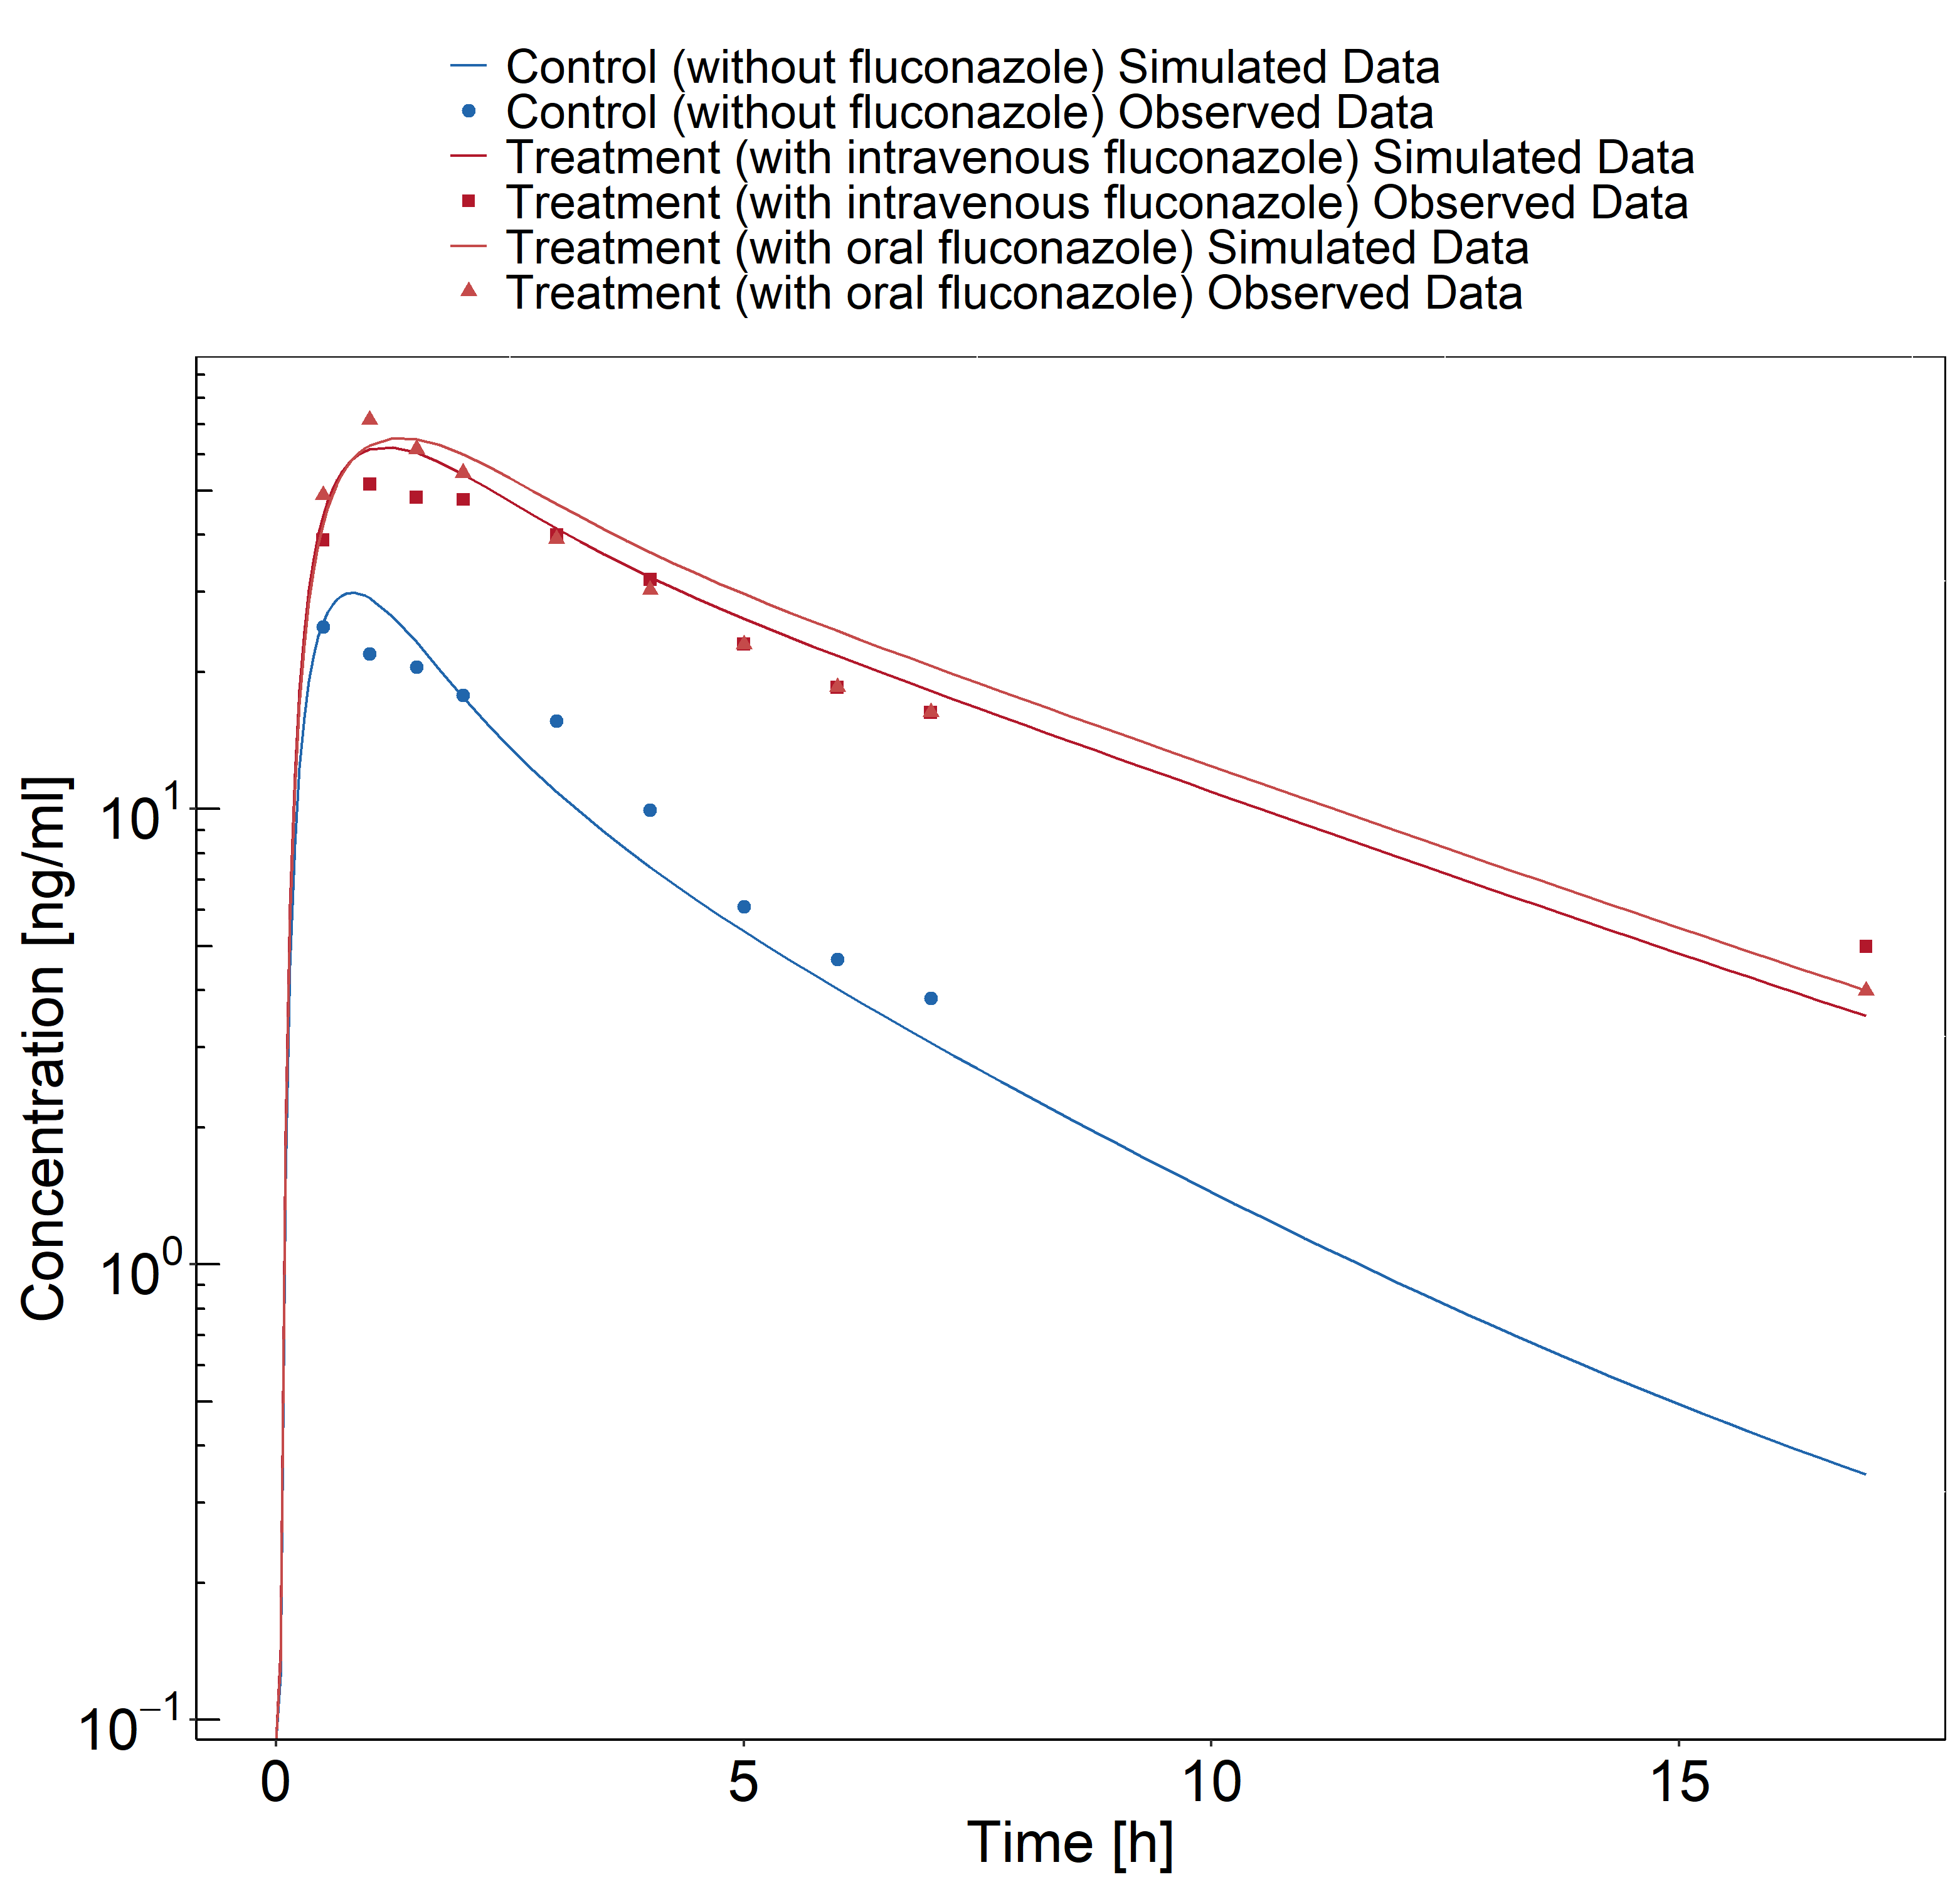 Control (without fluconazole) Simulated Data
Control (without fluconazole) Observed Data
Treatment (with intravenous fluconazole) Simulated Data
Treatment (with intravenous fluconazole) Observed Data
Treatment (with oral fluconazole) Simulated Data
Treatment (with oral fluconazole) Observed Data
Concentration [ng/ml]
10¹
10⁰
10⁻¹
0 5 10 15
Time [h]